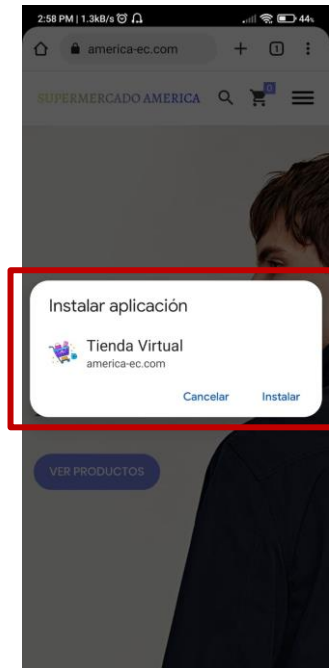 2:58 PM | 1.3kB/s
44%
america-ec.com
1
SUPERMERCADO AMERICA
0
Instalar aplicación
Tienda Virtual
america-ec.com
Cancelar
Instalar
VER PRODUCTOS